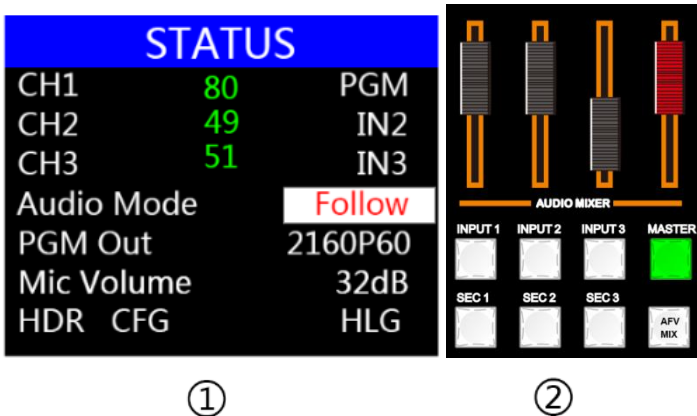 STATUS
CH1 80 PGM
CH2 49 IN2
CH3 51 IN3
Audio Mode Follow
PGM Out 2160P60
Mic Volume 32dB
HDR CFG HLG
①
AUDIO MIXER
INPUT 1 INPUT 2 INPUT 3 MASTER
SEC 1 SEC 2 SEC 3
AFV
MIX
②